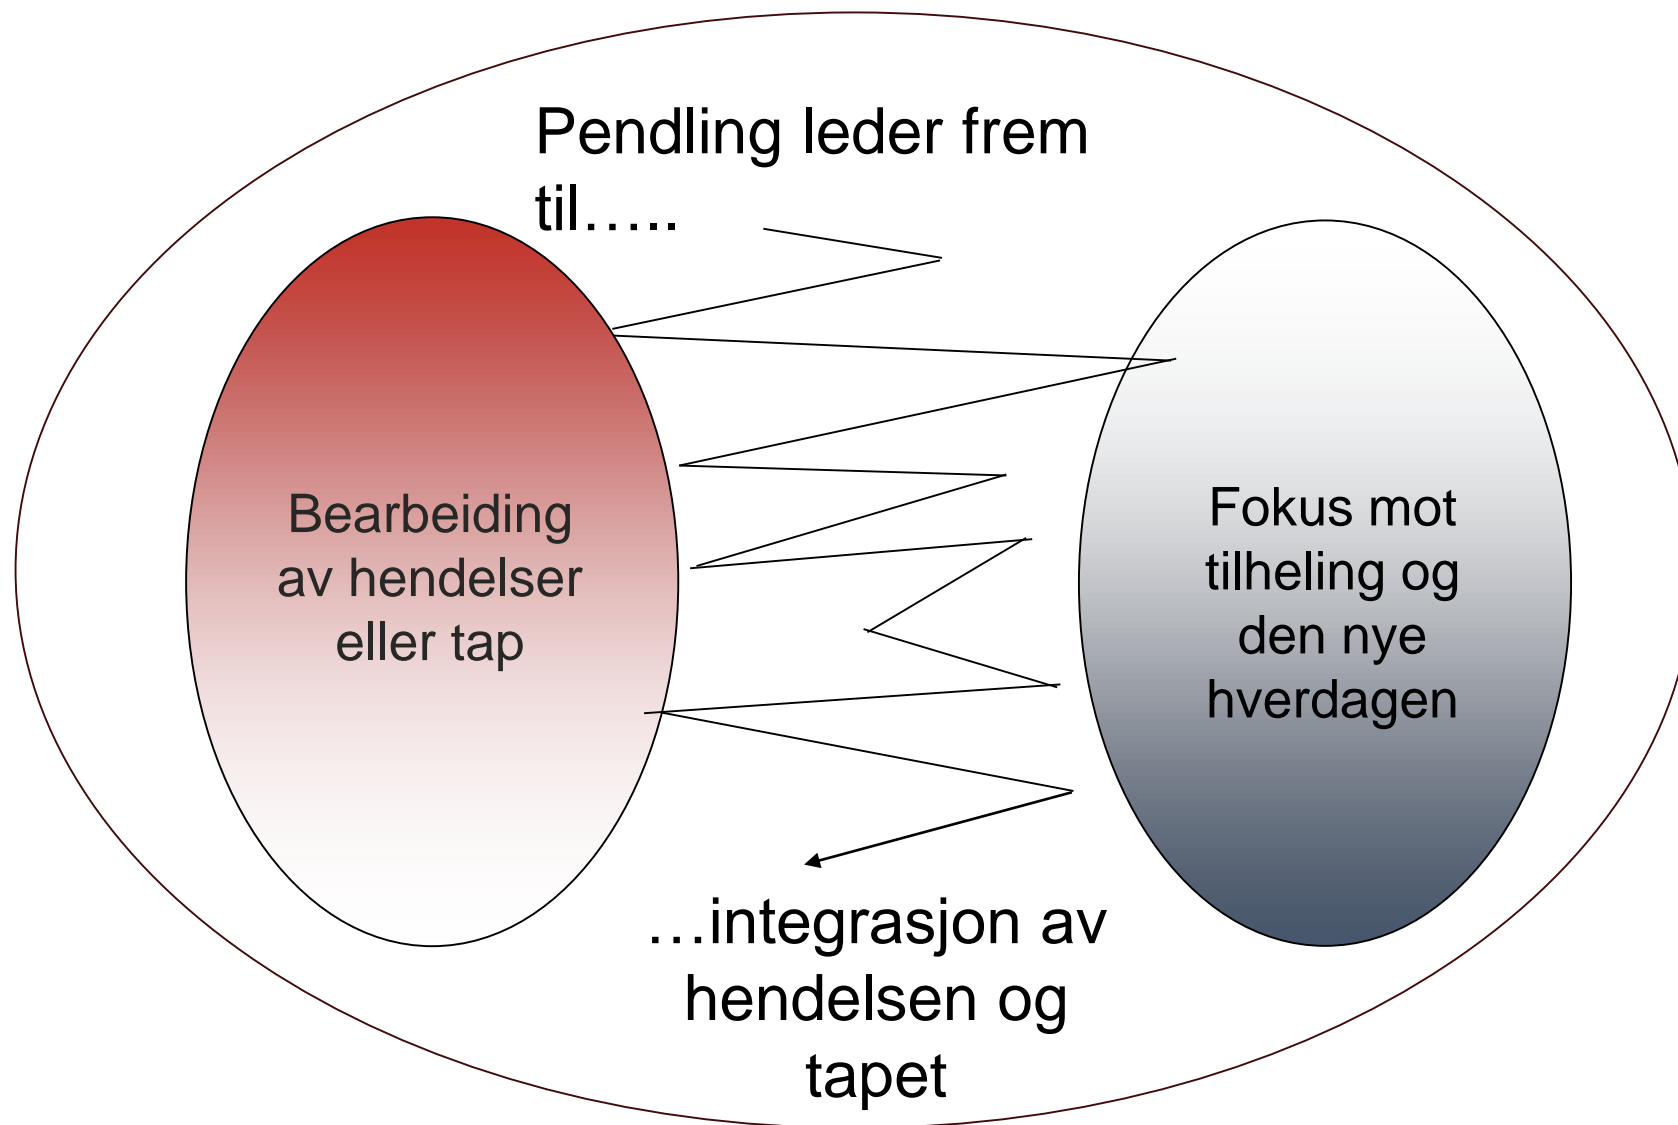 Pendling leder frem
til…..
Bearbeiding
av hendelser
eller tap
Fokus mot
tilheling og
den nye
hverdagen
…integrasjon av
hendelsen og
tapet